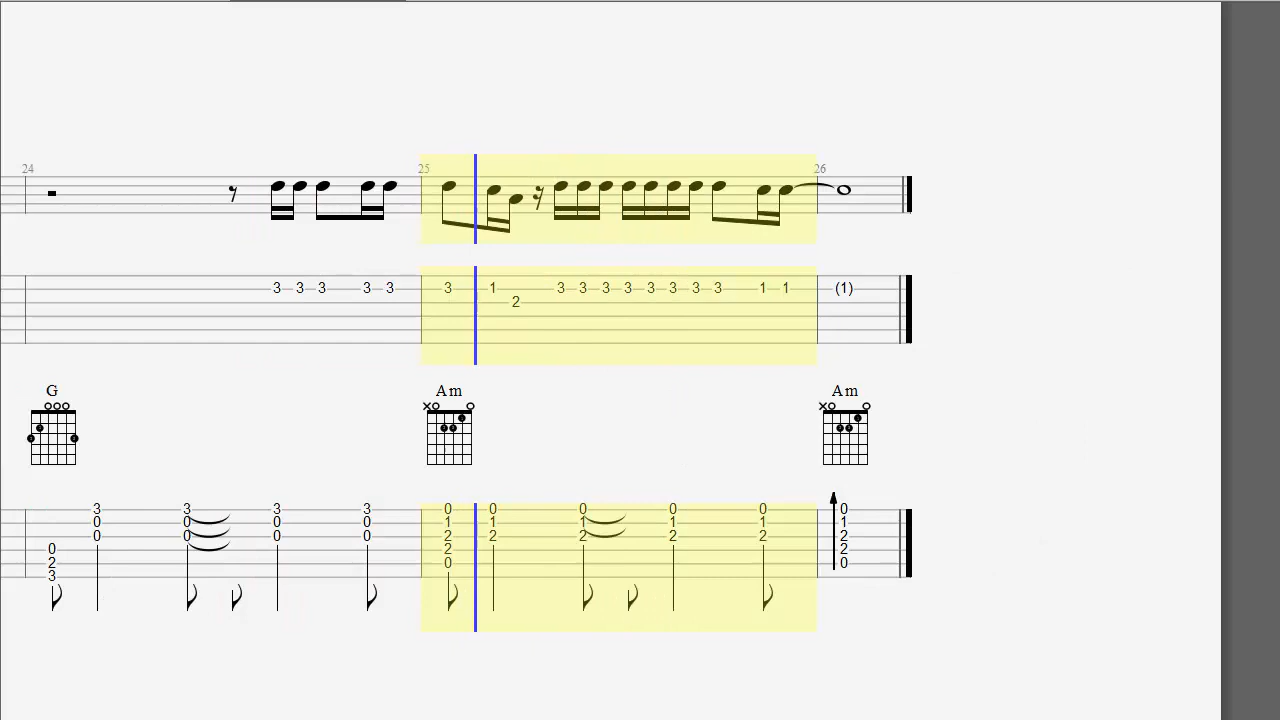 24 25 26
3 3 3 3 3 3 1 3 3 3 3 3 3 3 3 1 1 (1)
2
G Am Am
3 3 3 3 0 0 0 0 0 0
0 0 0 0 1 1 1 1 1 1
0 0 0 0 2 2 2 2 2 2
0 2 2
2 0 0
3